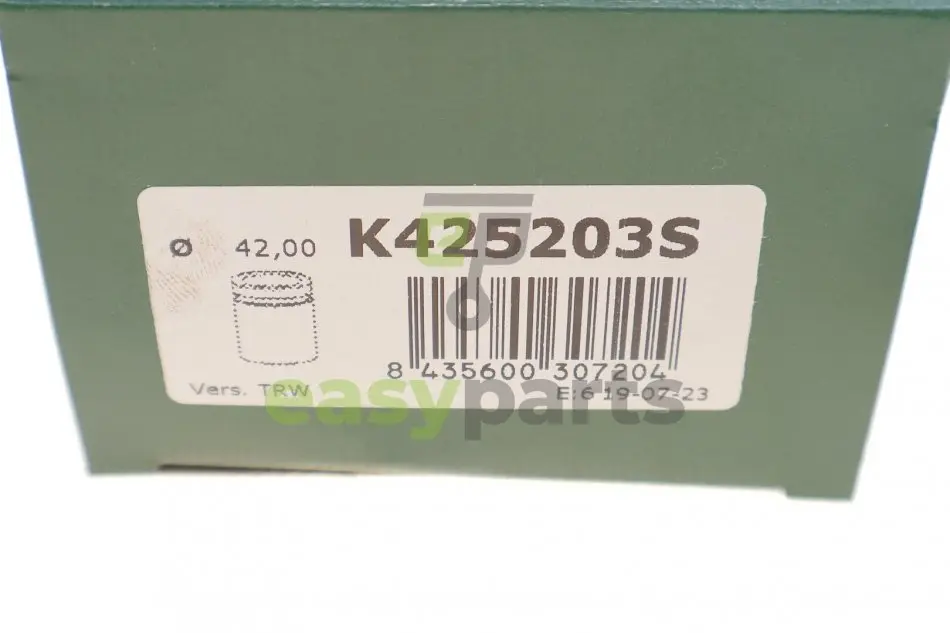 Ø 42,00 K425203S
8 435600 307204
Vers. TRW E:6 19-07-23
easyparts